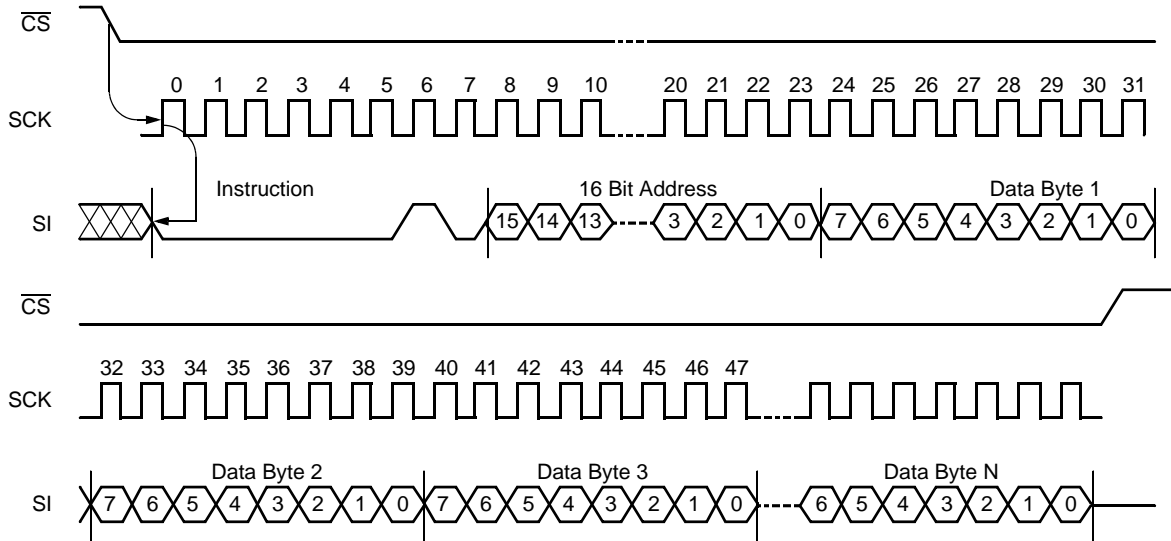 CS
0 1 2 3 4 5 6 7 8 9 10 20 21 22 23 24 25 26 27 28 29 30 31
SCK
Instruction 16 Bit Address Data Byte 1
SI 15 14 13 3 2 1 0 7 6 5 4 3 2 1 0
CS
32 33 34 35 36 37 38 39 40 41 42 43 44 45 46 47
SCK
Data Byte 2 Data Byte 3 Data Byte N
SI 7 6 5 4 3 2 1 0 7 6 5 4 3 2 1 0 6 5 4 3 2 1 0